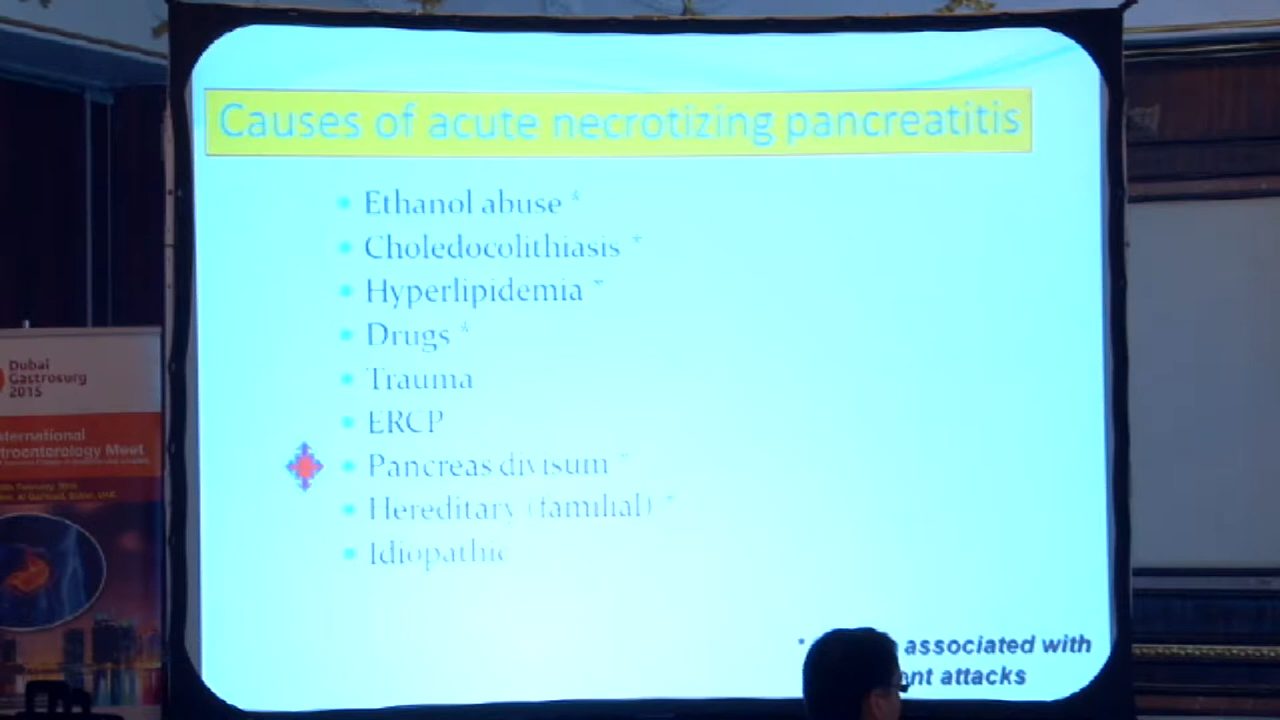 Causes of acute necrotizing pancreatitis
Ethanol abuse *
Choledocolithiasis *
Hyperlipidemia *
Drugs *
Trauma
ERCP
Pancreas divisum *
Hereditary (familial) *
Idiopathic
* associated with
attacks
Dubai
Gastrosurg
2015
Meet